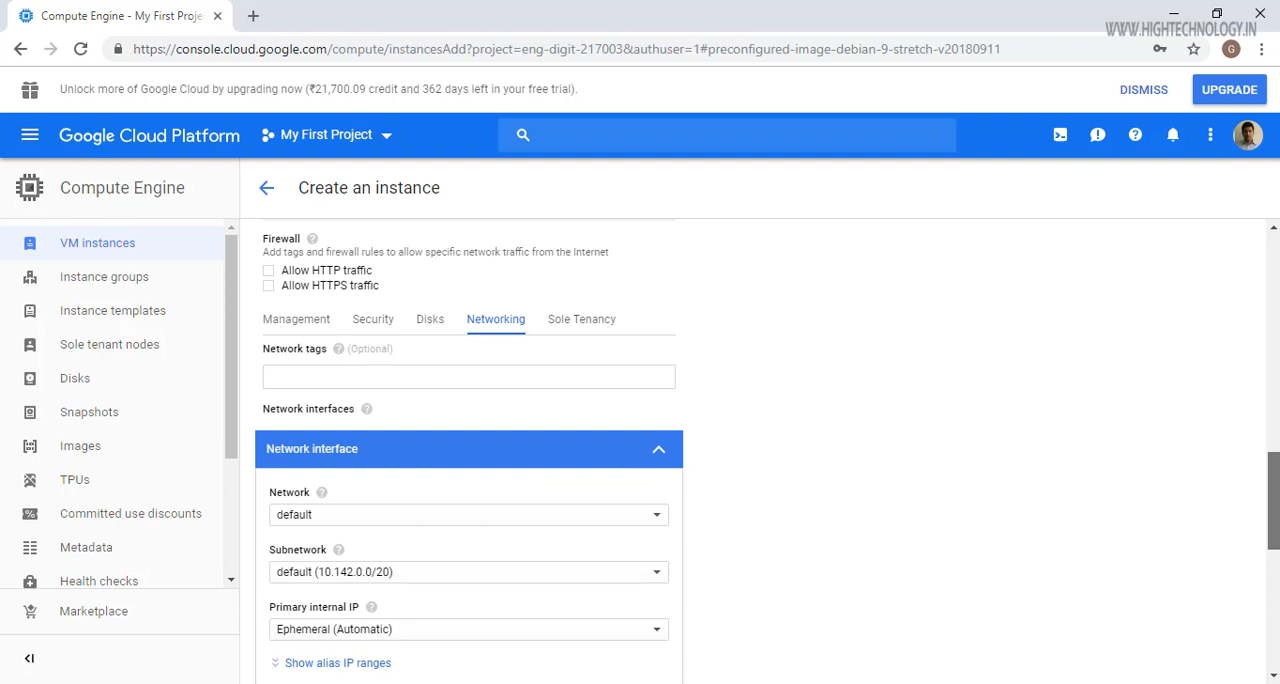 Compute Engine - My First Proje
WWW.HIGHTECHNOLOGY.IN
https://console.cloud.google.com/compute/instancesAdd?project=eng-digit-217003&authuser=1#preconfigured-image-debian-9-stretch-v20180911
G
Unlock more of Google Cloud by upgrading now (₹21,700.09 credit and 362 days left in your free trial).
DISMISS
UPGRADE
Google Cloud Platform
My First Project
Compute Engine
Create an instance
VM instances
Instance groups
Instance templates
Sole tenant nodes
Disks
Snapshots
Images
TPUs
Committed use discounts
Metadata
Health checks
Marketplace
Firewall
Add tags and firewall rules to allow specific network traffic from the Internet
Allow HTTP traffic
Allow HTTPS traffic
Management Security Disks Networking Sole Tenancy
Network tags (Optional)
Network interfaces
Network interface
Network
default
Subnetwork
default (10.142.0.0/20)
Primary internal IP
Ephemeral (Automatic)
Show alias IP ranges